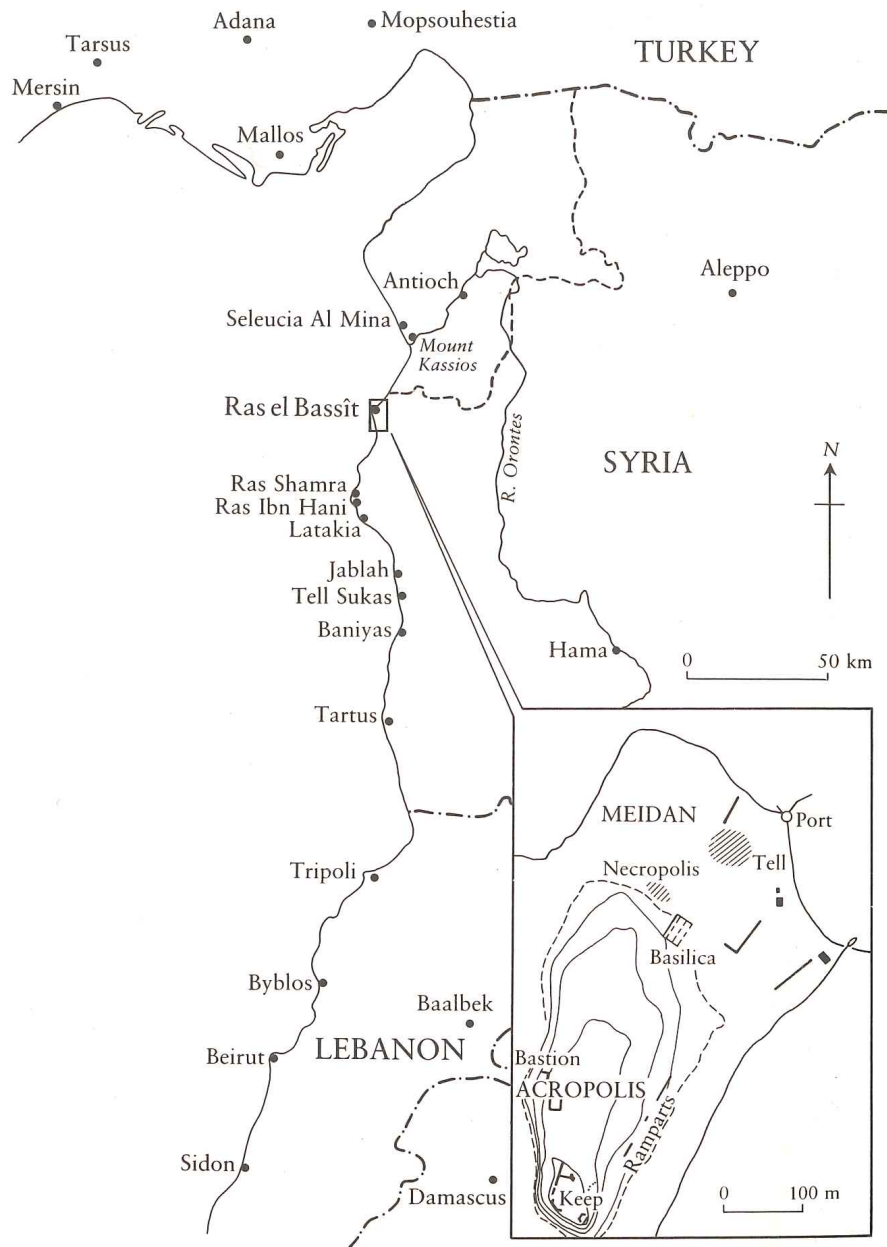 Adana
Mopsouhestia
Tarsus
TURKEY
Mersin
Mallos
Antioch
Aleppo
Seleucia Al Mina
Mount
Kassios
Ras el Bassît
R. Orontes
SYRIA
N
Ras Shamra
Ras Ibn Hani
Latakia
Jablah
Tell Sukas
Baniyas
Hama
0 50 km
Tartus
MEIDAN
Port
Tell
Necropolis
Basilica
Tripoli
Byblos
Baalbek
Beirut
LEBANON
Bastion
ACROPOLIS
Ramparts
Sidon
Damascus
Keep
0 100 m